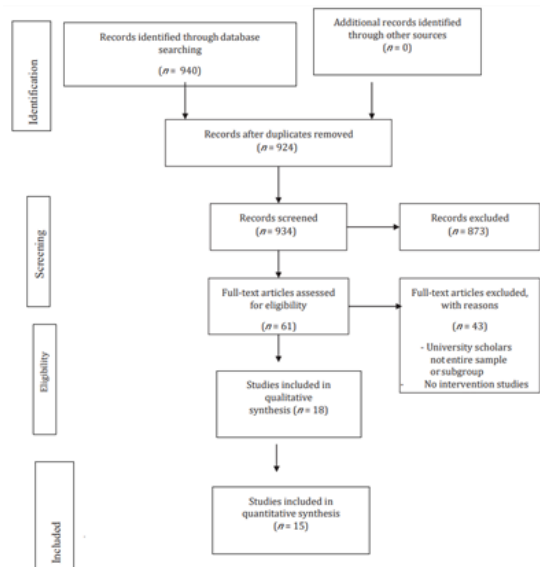 Records identified through database
searching
(n = 940)
Additional records identified
through other sources
(n = 0)
Identification
Records after duplicates removed
(n = 924)
Screening
Records screened
(n = 934)
Records excluded
(n = 873)
Full-text articles assessed
for eligibility
(n = 61)
Full-text articles excluded,
with reasons
(n = 43)
- University scholars
not entire sample
or subgroup
- No intervention studies
Eligibility
Studies included in
qualitative
synthesis (n = 18)
Included
Studies included in
quantitative synthesis
(n = 15)